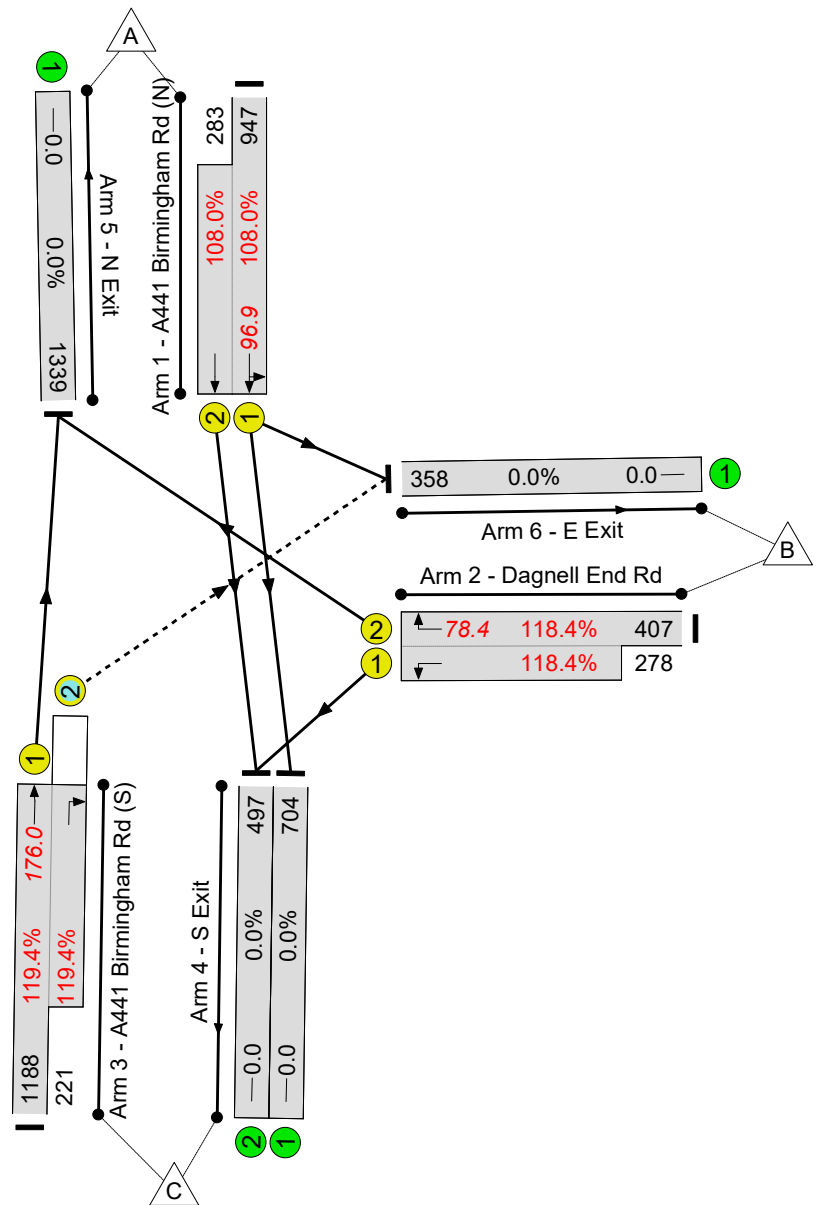 A
1
0.0 0.0% 1339
Arm 5 - N Exit
Arm 1 - A441 Birmingham Rd (N)
283 108.0%
947 108.0% 96.9
2
1
358 0.0% 0.0
1
Arm 6 - E Exit
B
Arm 2 - Dagnell End Rd
2
78.4 118.4% 407
1
118.4% 278
2
1
1188 119.4% 176.0
221 119.4%
Arm 3 - A441 Birmingham Rd (S)
Arm 4 - S Exit
497 0.0% 0.0
704 0.0% 0.0
2
1
C